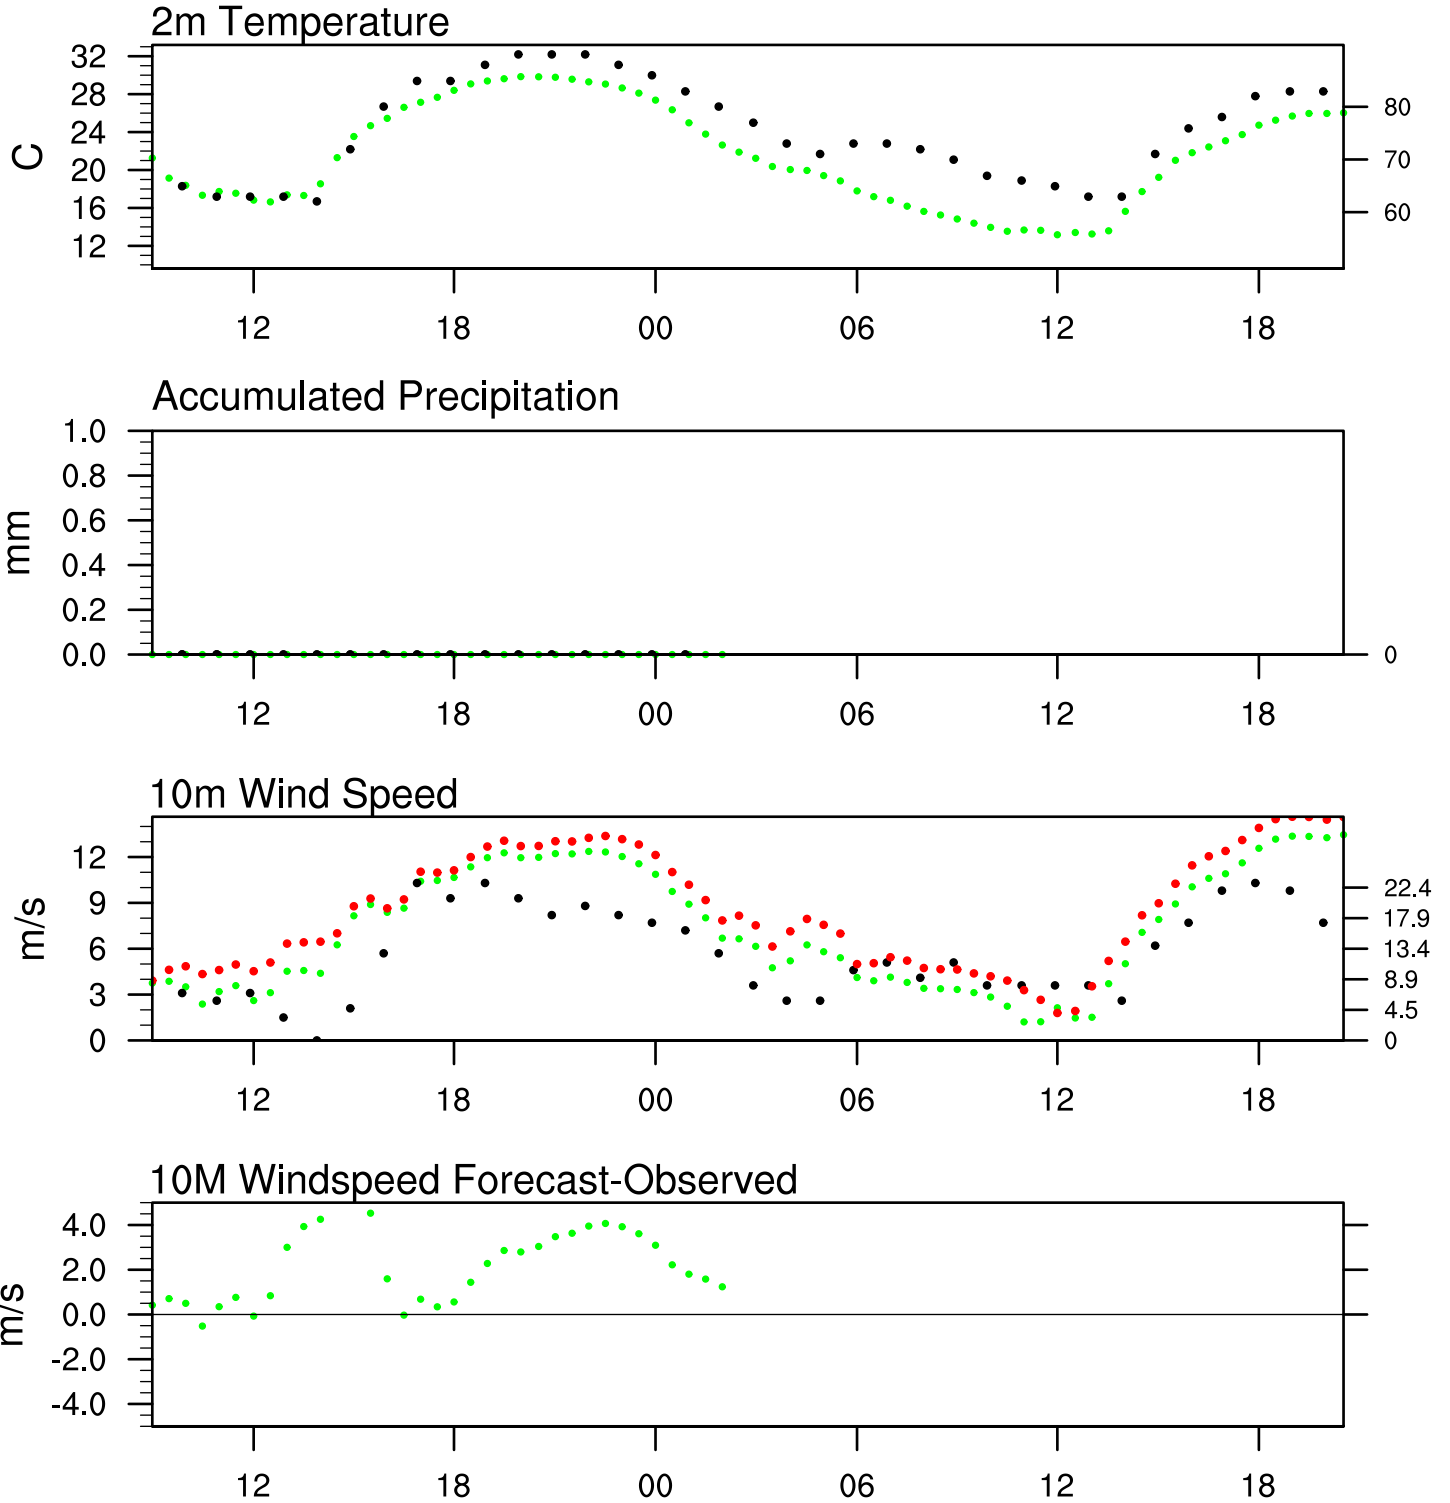 2m Temperature
32
28
24
20
16
12
C
80
70
60
12 18 00 06 12 18
Accumulated Precipitation
1.0
0.8
0.6
0.4
0.2
0.0
mm
0
12 18 00 06 12 18
10m Wind Speed
12
9
6
3
0
m/s
22.4
17.9
13.4
8.9
4.5
0
12 18 00 06 12 18
10M Windspeed Forecast-Observed
4.0
2.0
0.0
-2.0
-4.0
m/s
12 18 00 06 12 18